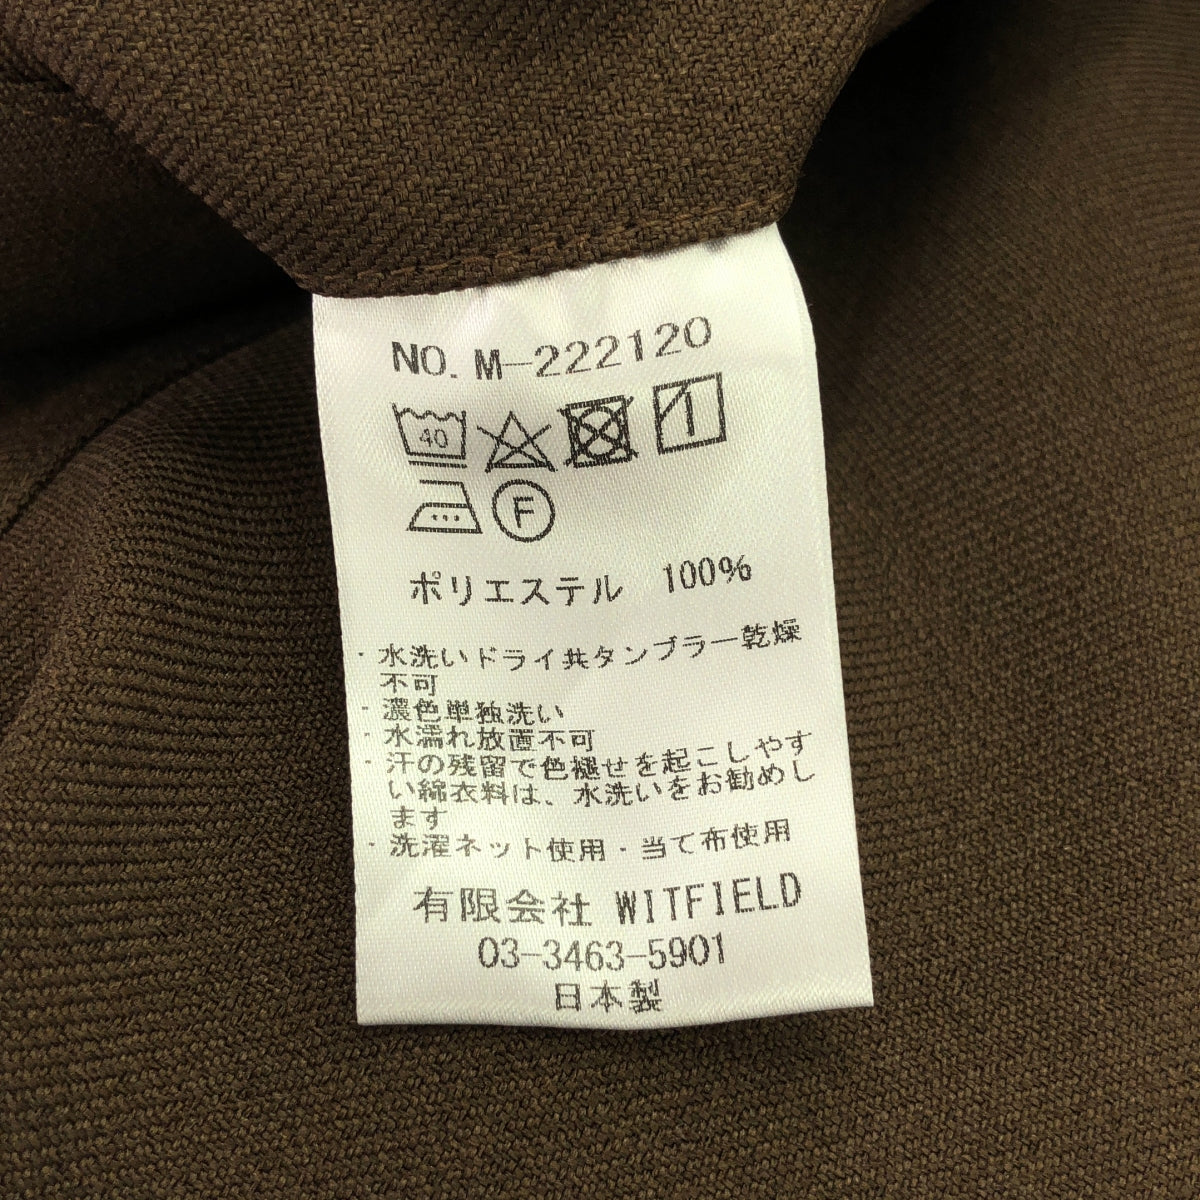 NO. M-222120
40
F
ポリエステル 100%
・水洗いドライ共タンブラー乾燥
不可
・濃色単独洗い
・水濡れ放置不可
・汗の残留で色褪せを起こしやす
い綿衣料は、水洗いをお勧めし
ます
・洗濯ネット使用・当て布使用
有限会社 WITFIELD
03-3463-5901
日本製